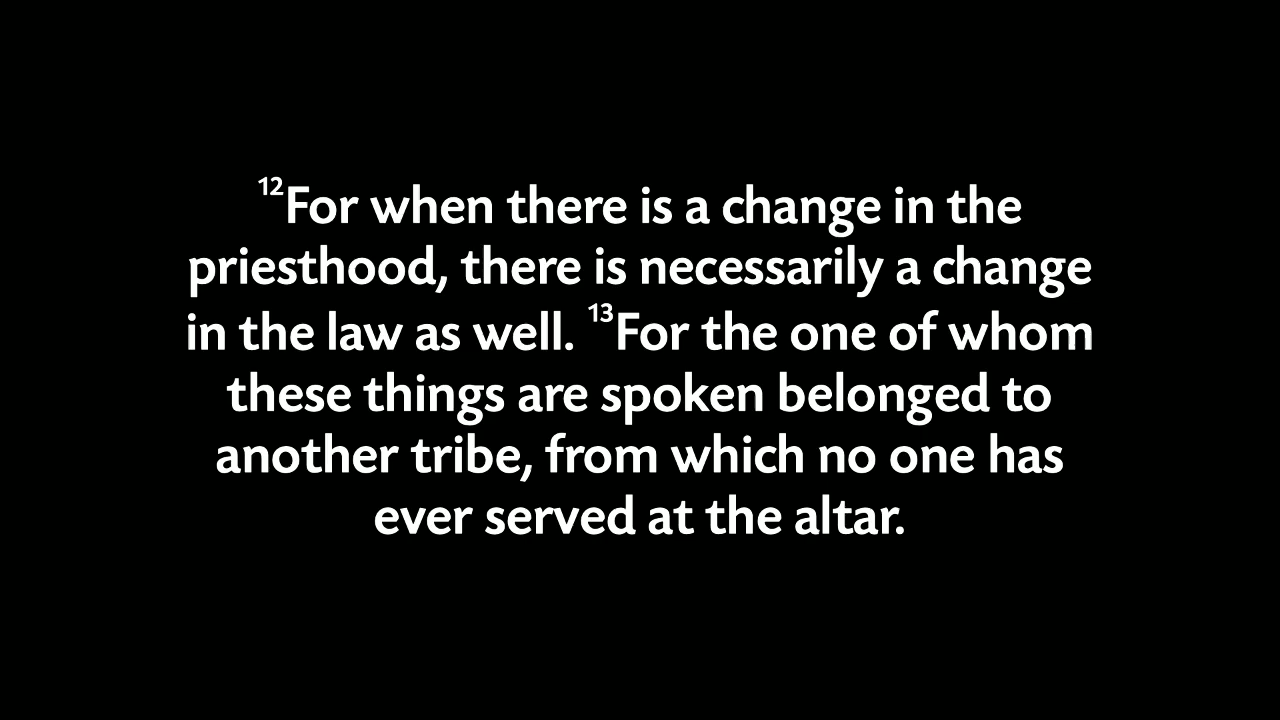 ¹²For when there is a change in the
priesthood, there is necessarily a change
in the law as well. ¹³For the one of whom
these things are spoken belonged to
another tribe, from which no one has
ever served at the altar.